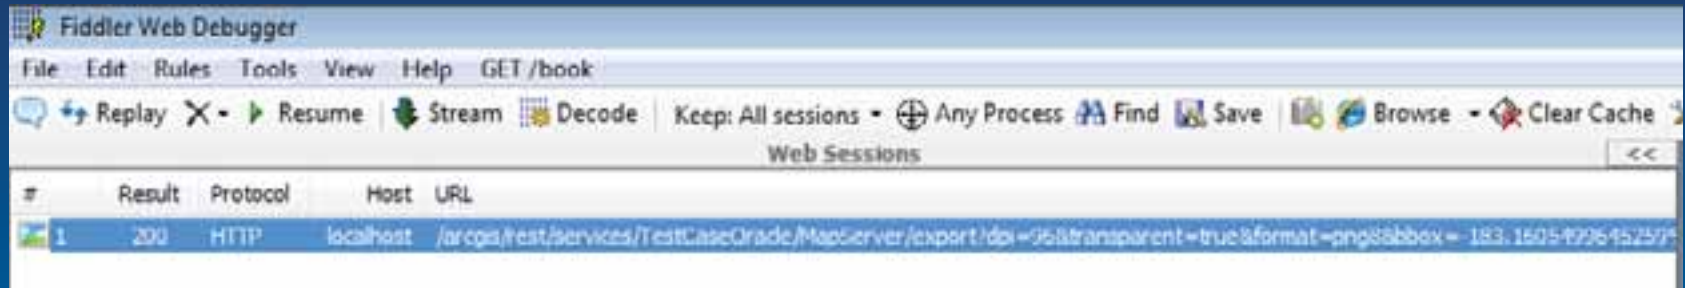 Fiddler Web Debugger
File Edit Rules Tools View Help GET /book
Replay Resume Stream Decode Keep: All sessions Any Process Find Save Browse Clear Cache
Web Sessions <<
# Result Protocol Host URL
1 200 HTTP localhost /arcgis/rest/services/TestCaseOracle/MapServer/export?dpi=96&transparent=true&format=png8&bbox=-183.1605499645259